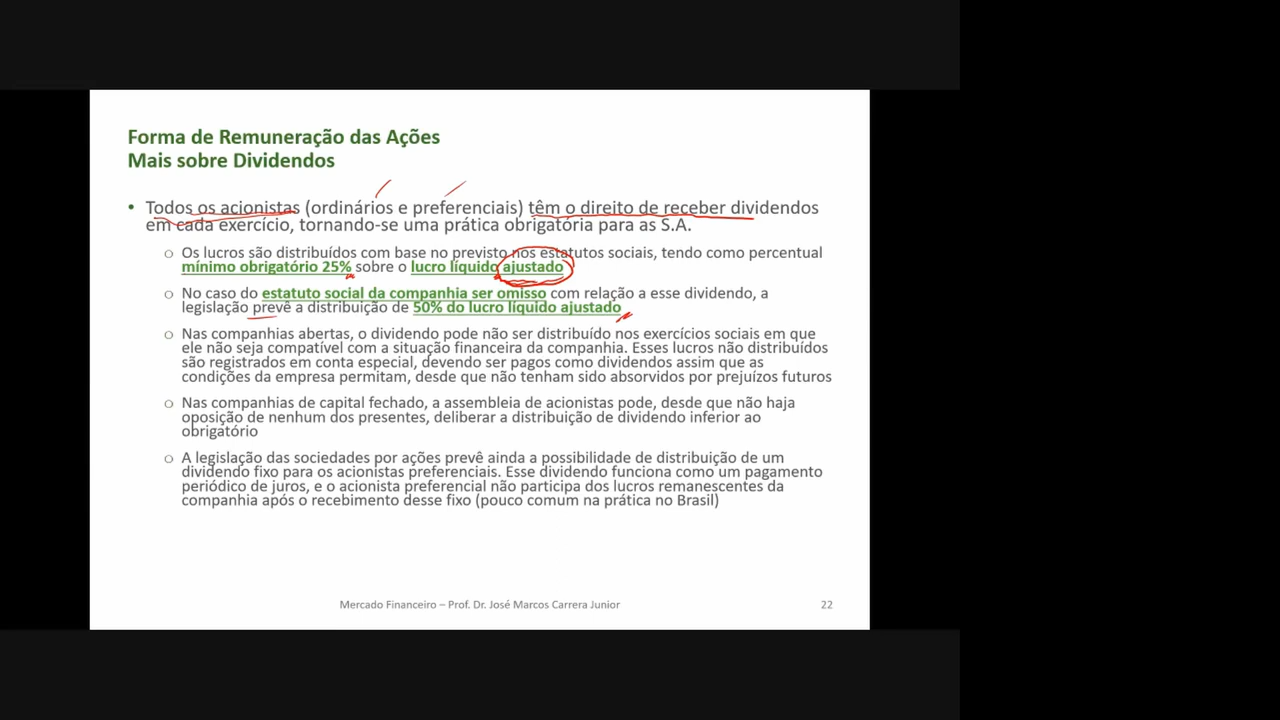 Forma de Remuneração das Ações
Mais sobre Dividendos
• Todos os acionistas (ordinários e preferenciais) têm o direito de receber dividendos
em cada exercício, tornando-se uma prática obrigatória para as S.A.
o Os lucros são distribuídos com base no previsto nos estatutos sociais, tendo como percentual
mínimo obrigatório 25% sobre o lucro líquido ajustado
o No caso do estatuto social da companhia ser omisso com relação a esse dividendo, a
legislação prevê a distribuição de 50% do lucro líquido ajustado
o Nas companhias abertas, o dividendo pode não ser distribuído nos exercícios sociais em que
ele não seja compatível com a situação financeira da companhia. Esses lucros não distribuídos
são registrados em conta especial, devendo ser pagos como dividendos assim que as
condições da empresa permitam, desde que não tenham sido absorvidos por prejuízos futuros
o Nas companhias de capital fechado, a assembleia de acionistas pode, desde que não haja
oposição de nenhum dos presentes, deliberar a distribuição de dividendo inferior ao
obrigatório
o A legislação das sociedades por ações prevê ainda a possibilidade de distribuição de um
dividendo fixo para os acionistas preferenciais. Esse dividendo funciona como um pagamento
periódico de juros, e o acionista preferencial não participa dos lucros remanescentes da
companhia após o recebimento desse fixo (pouco comum na prática no Brasil)
Mercado Financeiro – Prof. Dr. José Marcos Carrera Junior
22